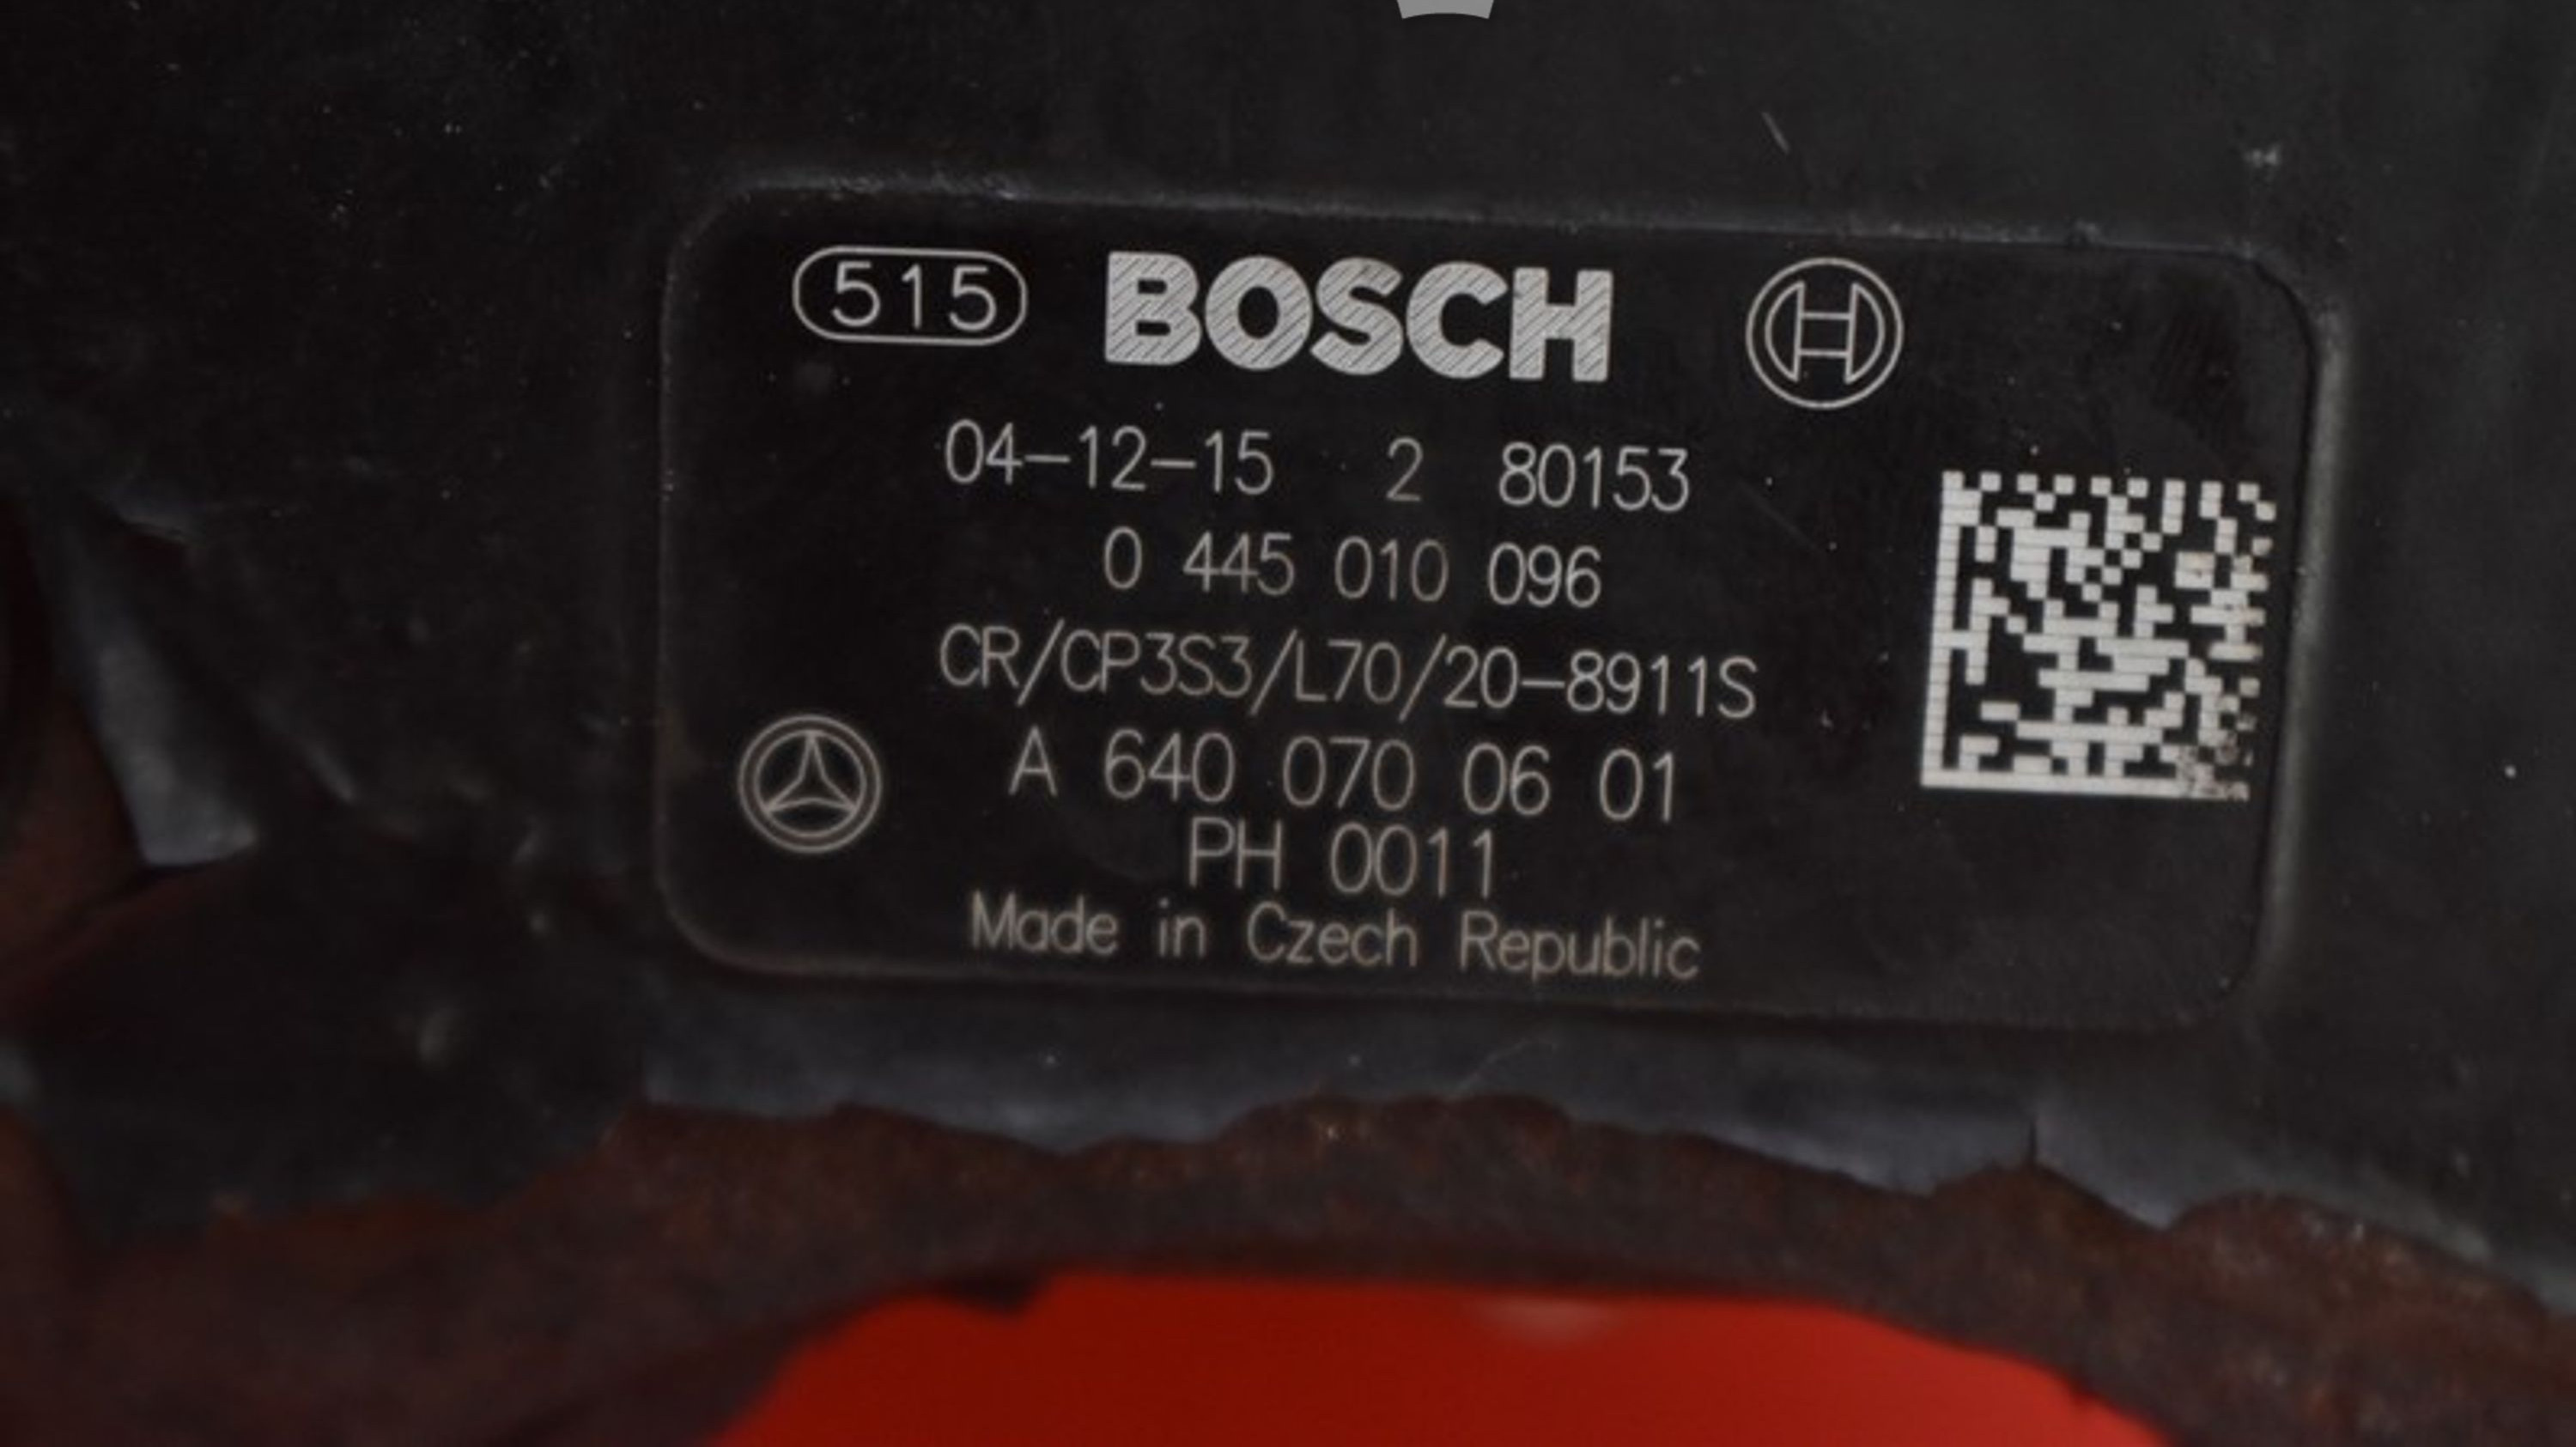 515 BOSCH
04-12-15 2 80153
0 445 010 096
CR/CP3S3/L70/20-8911S
A 640 070 06 01
PH 0011
Made in Czech Republic